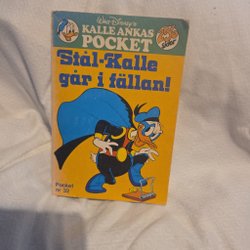 Walt Disney's
KALLE ANKAS
POCKET
Stål-Kalle
går i fällan!
Pocket
nr 32